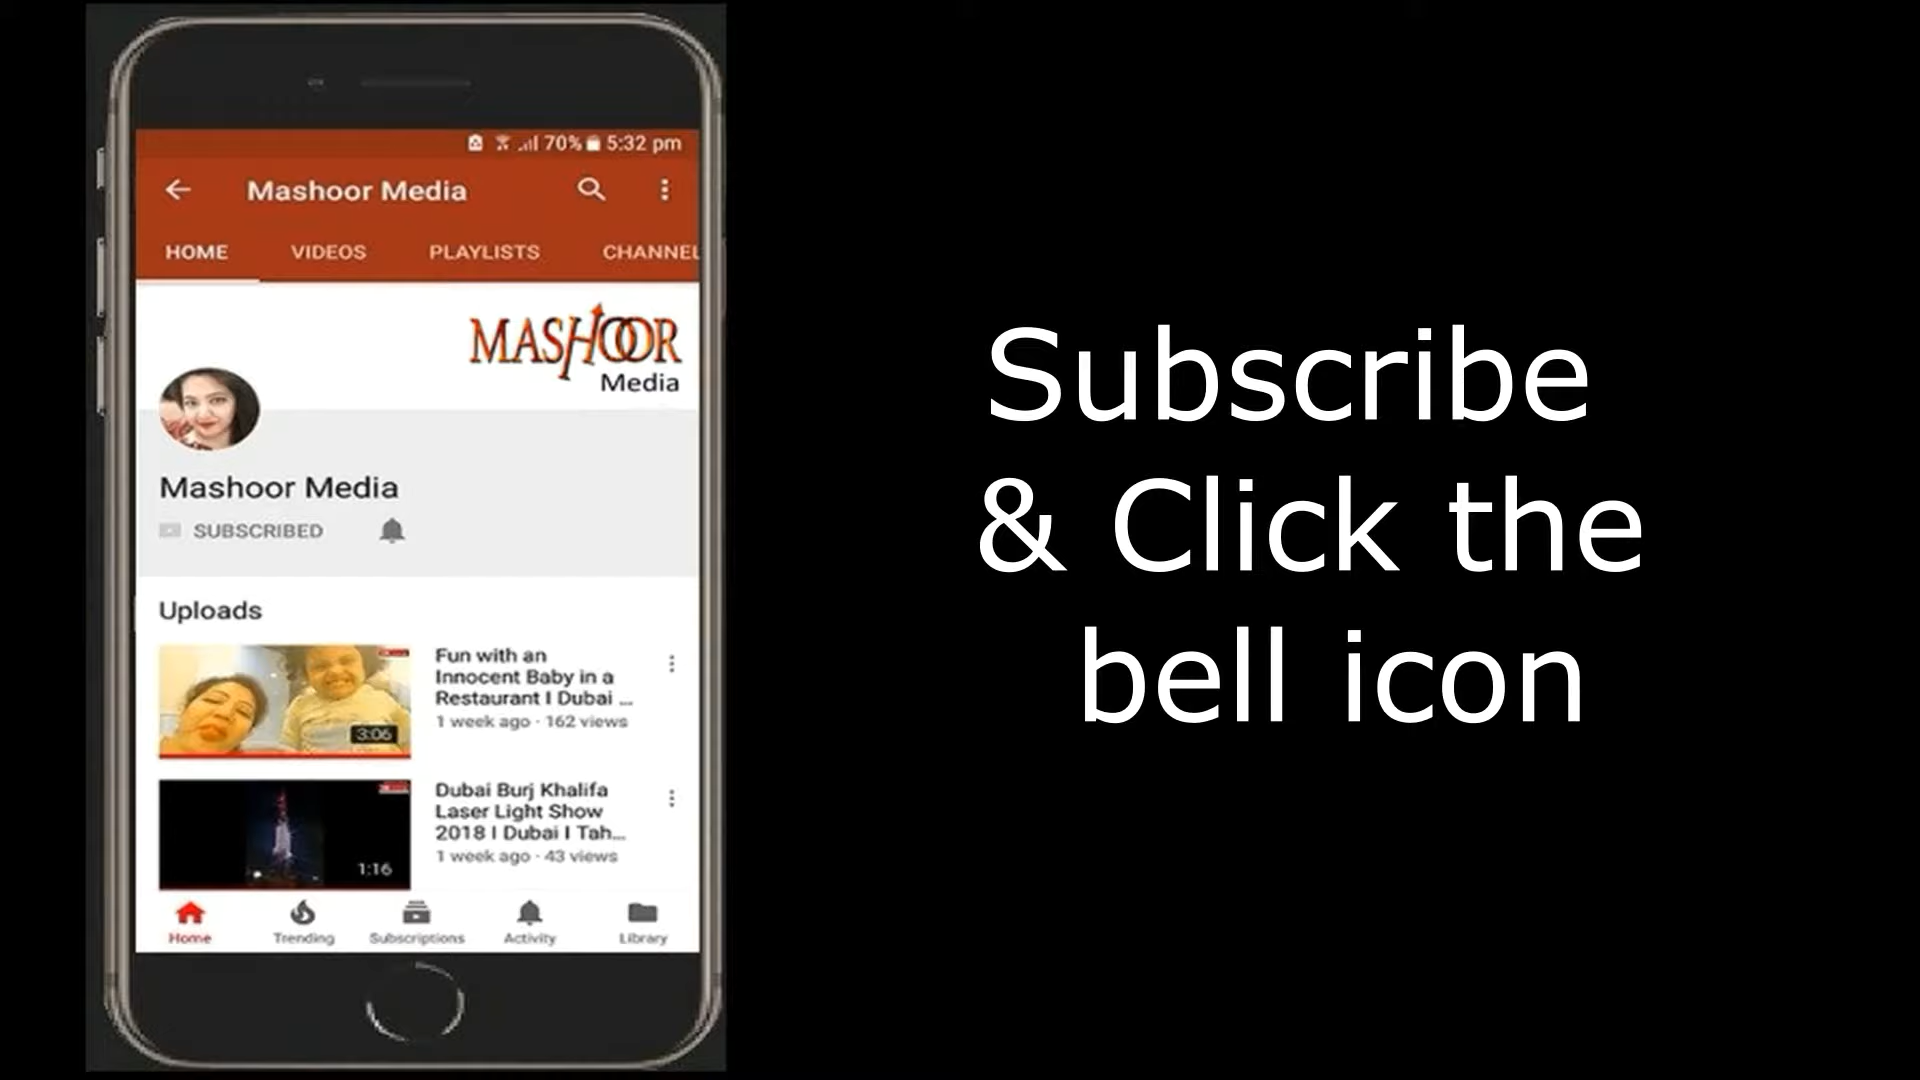 70% 5:32 pm
Mashoor Media
HOME VIDEOS PLAYLISTS CHANNEL
MASHOOR
Media
Mashoor Media
SUBSCRIBED
Uploads
Fun with an
Innocent Baby in a
Restaurant I Dubai ...
1 week ago · 162 views
3:06
Dubai Burj Khalifa
Laser Light Show
2018 I Dubai I Tah...
1 week ago · 43 views
1:16
Home Trending Subscriptions Activity Library
Subscribe
& Click the
bell icon